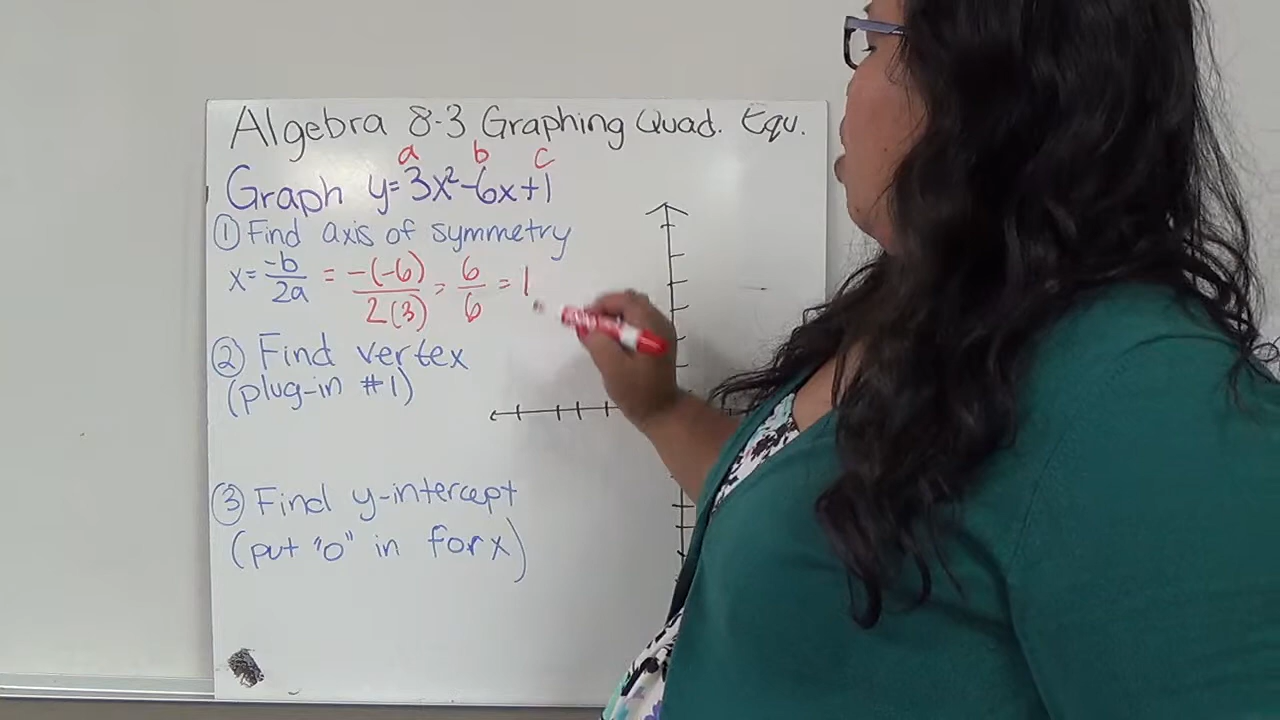 Algebra 8-3 Graphing Quad. Equ.
a b c
Graph y=3x²-6x+1
① Find axis of symmetry
x = -b/2a = -(-6)/2(3) = 6/6 = 1
② Find vertex
(plug-in #1)
③ Find y-intercept
(put "0" in for x)